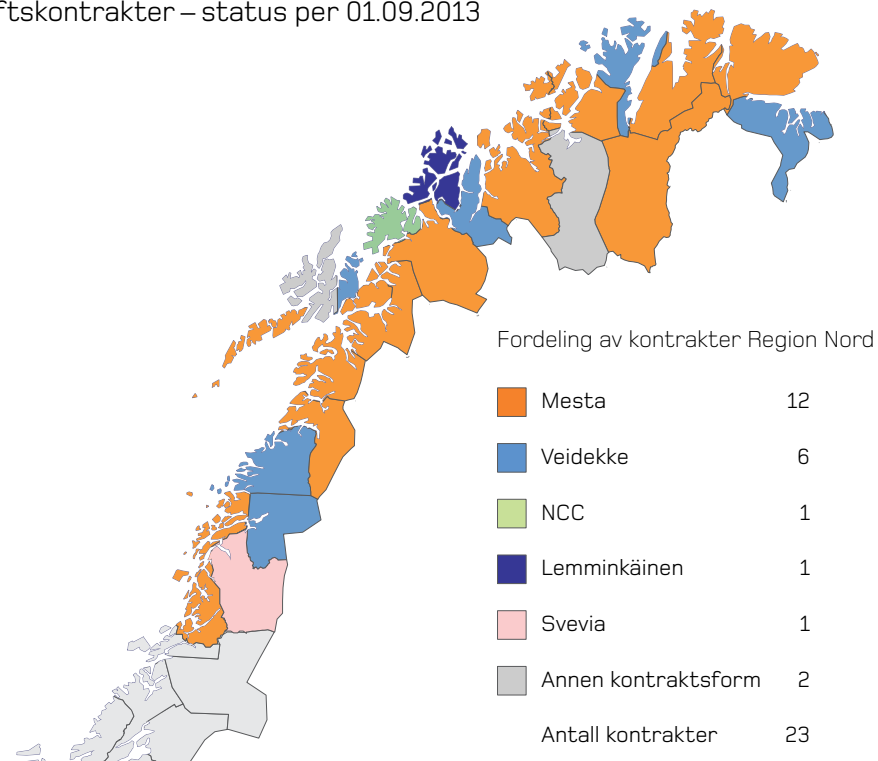 ftskontrakter – status per 01.09.2013
Fordeling av kontrakter Region Nord
Mesta 12
Veidekke 6
NCC 1
Lemminkäinen 1
Svevia 1
Annen kontraktsform 2
Antall kontrakter 23